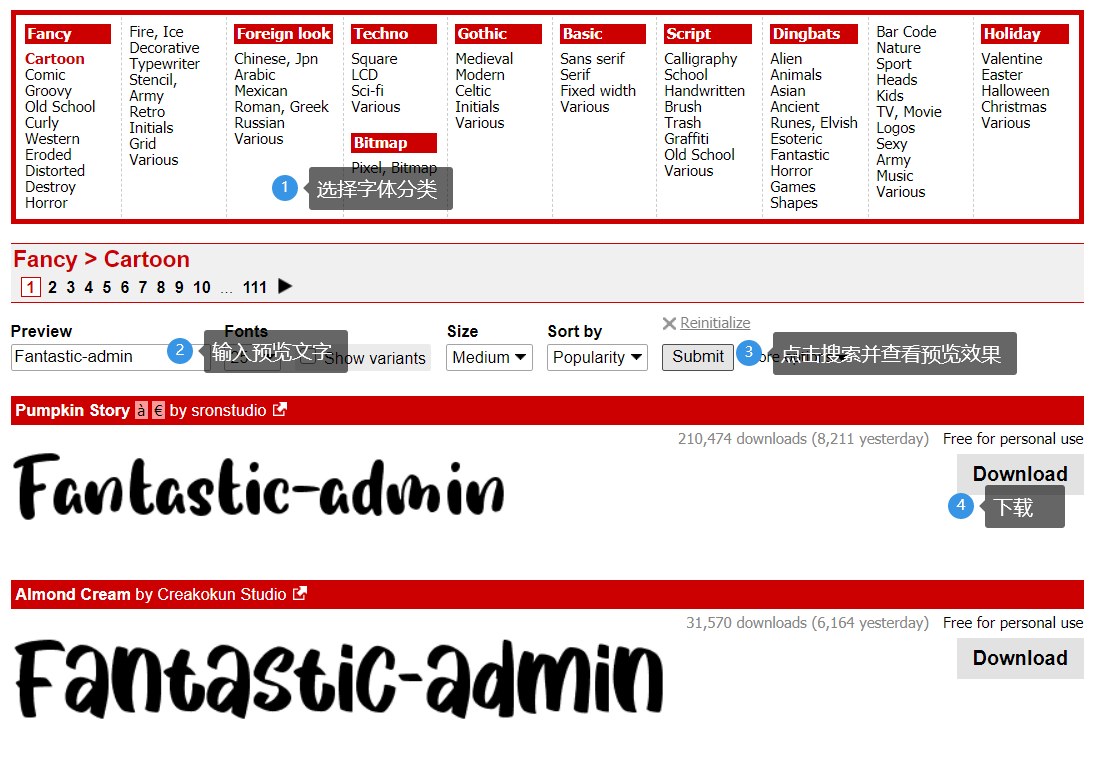 Fancy
Cartoon
Comic
Groovy
Old School
Curly
Western
Eroded
Distorted
Destroy
Horror
Fire, Ice
Decorative
Typewriter
Stencil,
Army
Retro
Initials
Grid
Various
Foreign look
Chinese, Jpn
Arabic
Mexican
Roman, Greek
Russian
Various
Techno
Square
LCD
Sci-fi
Various
Bitmap
Pixel, Bitmap
Gothic
Medieval
Modern
Celtic
Initials
Various
Basic
Sans serif
Serif
Fixed width
Various
Script
Calligraphy
School
Handwritten
Brush
Trash
Graffiti
Old School
Various
Dingbats
Alien
Animals
Asian
Ancient
Runes, Elvish
Esoteric
Fantastic
Horror
Games
Shapes
Bar Code
Nature
Sport
Heads
Kids
TV, Movie
Logos
Sexy
Army
Music
Various
Holiday
Valentine
Easter
Halloween
Christmas
Various
1 选择字体分类
Fancy > Cartoon
1 2 3 4 5 6 7 8 9 10 ... 111
Preview Fonts Size Sort by Reinitialize
Fantastic-admin 2 输入预览文字 Show variants Medium Popularity Submit 3 点击搜索并查看预览效果
Pumpkin Story à € by sronstudio
210,474 downloads (8,211 yesterday) Free for personal use
Fantastic-admin
Download
4 下载
Almond Cream by Creakokun Studio
31,570 downloads (6,164 yesterday) Free for personal use
Fantastic-admin
Download